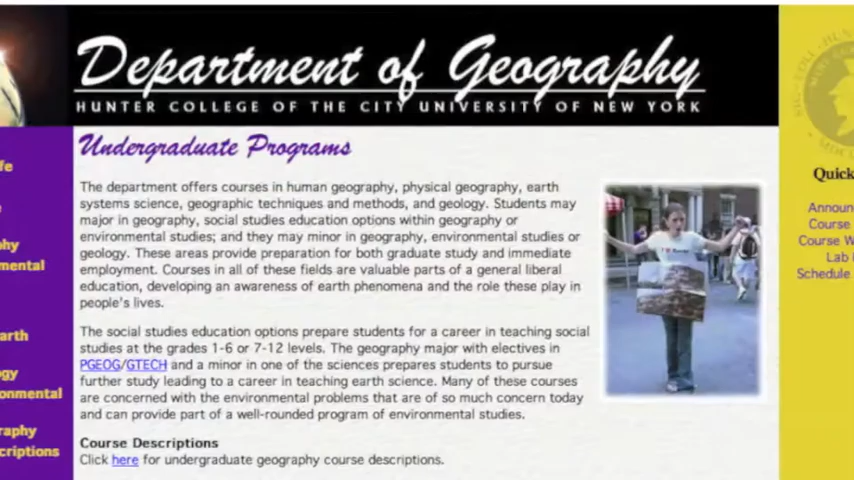 Department of Geography
HUNTER COLLEGE OF THE CITY UNIVERSITY OF NEW YORK
Undergraduate Programs
The department offers courses in human geography, physical geography, earth
systems science, geographic techniques and methods, and geology. Students may
major in geography, social studies education options within geography or
environmental studies; and they may minor in geography, environmental studies or
geology. These areas provide preparation for both graduate study and immediate
employment. Courses in all of these fields are valuable parts of a general liberal
education, developing an awareness of earth phenomena and the role these play in
people's lives.
The social studies education options prepare students for a career in teaching social
studies at the grades 1-6 or 7-12 levels. The geography major with electives in
PGEOG/GTECH and a minor in one of the sciences prepares students to pursue
further study leading to a career in teaching earth science. Many of these courses
are concerned with the environmental problems that are of so much concern today
and can provide part of a well-rounded program of environmental studies.
Course Descriptions
Click here for undergraduate geography course descriptions.
Quick
Announ
Course
Course W
Lab
Schedule
fe
phy
mental
arth
gy
onmental
raphy
criptions